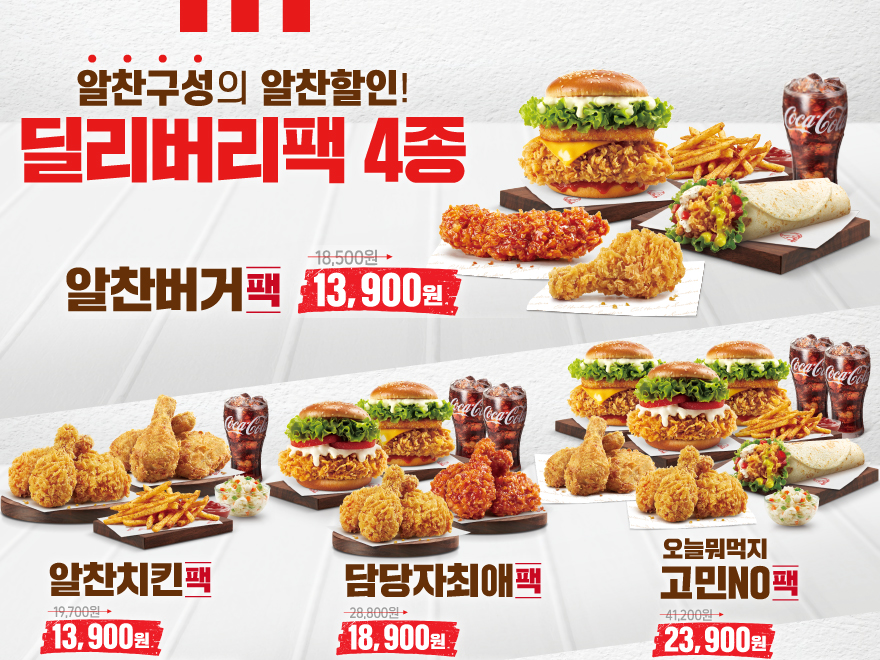 알찬구성의 알찬할인!
딜리버리팩 4종
알찬버거팩
18,500원
13,900원
Coca-Cola
알찬치킨팩
19,700원
13,900원
담당자최애팩
28,800원
18,900원
오늘뭐먹지
고민NO팩
41,200원
23,900원